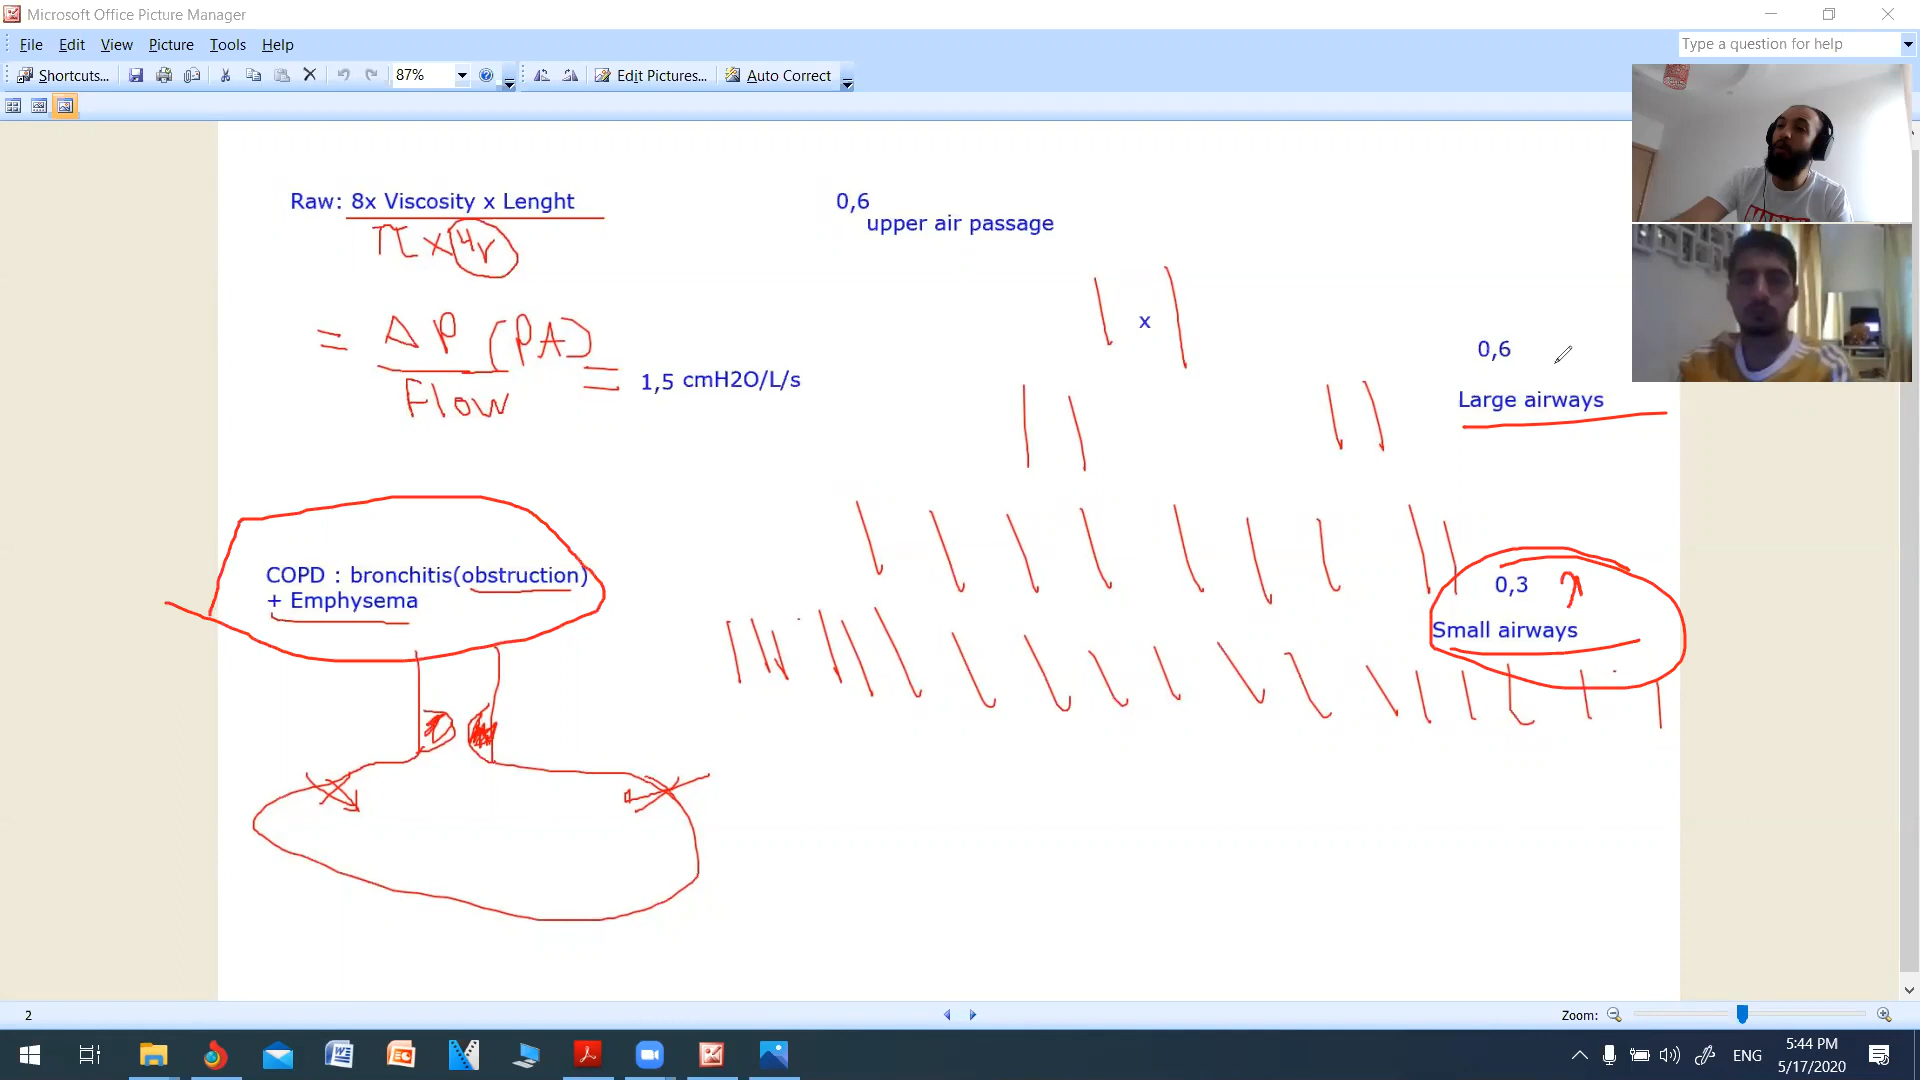 Microsoft Office Picture Manager
File Edit View Picture Tools Help
Type a question for help
Shortcuts... 87% Edit Pictures... Auto Correct
Raw: 8x Viscosity x Lenght
π x 4r
= ΔP (PA)
Flow
= 1,5 cmH2O/L/s
0,6
upper air passage
x
0,6
Large airways
COPD : bronchitis(obstruction)
+ Emphysema
0,3
Small airways
2
Zoom:
ENG
5:44 PM
5/17/2020